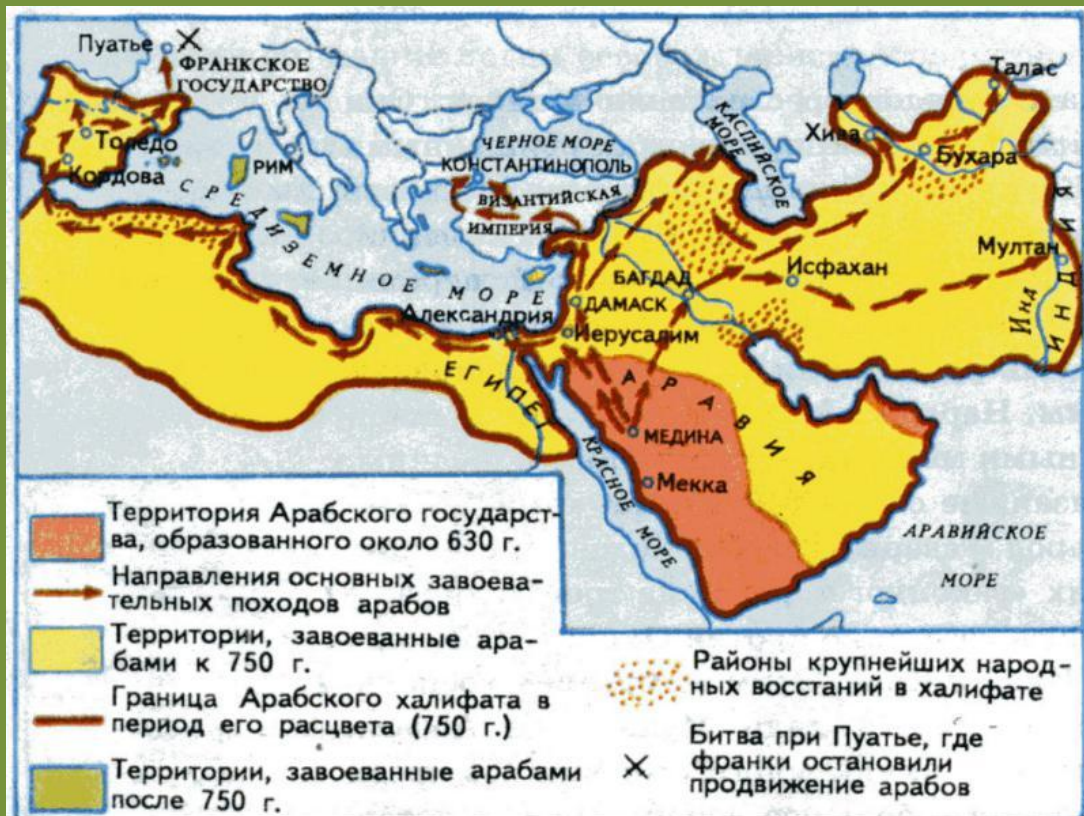 Пуатье
ФРАНКСКОЕ
ГОСУДАРСТВО
Талас
Хива
Бухара
КАСПИЙСКОЕ
МОРЕ
ЧЕРНОЕ МОРЕ
КОНСТАНТИНОПОЛЬ
ВИЗАНТИЙСКАЯ
ИМПЕРИЯ
Толедо
Кордова
РИМ
СРЕДИЗЕМНОЕ МОРЕ
Мултан
Инд
ИНДИЯ
Исфахан
БАГДАД
ДАМАСК
Александрия
Иерусалим
ЕГИПЕТ
АРАВИЯ
МЕДИНА
Мекка
КРАСНОЕ МОРЕ
АРАВИЙСКОЕ
МОРЕ
Территория Арабского государст-
ва, образованного около 630 г.
Направления основных завоева-
тельных походов арабов
Территории, завоеванные ара-
бами к 750 г.
Граница Арабского халифата в
период его расцвета (750 г.)
Территории, завоеванные арабами
после 750 г.
Районы крупнейших народ-
ных восстаний в халифате
Битва при Пуатье, где
франки остановили
продвижение арабов